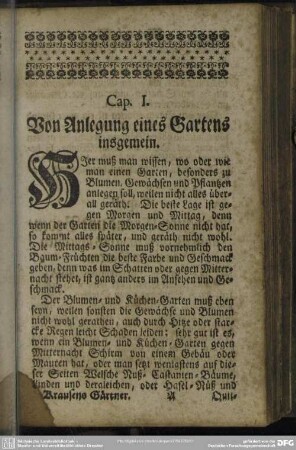 Cap. I.
Von Anlegung eines Gartens
insgemein.
HIer muß man wissen, wo oder wie
man einen Garten, besonders zu
Blumen, Gewächsen und Pflantzen
anlegen soll, weilen nicht alles über-
all geräth. Die beste Lage ist ge-
gen Morgen und Mittag, denn
wenn der Garten die Morgen-Sonne nicht hat,
so kommt alles später, und geräth nicht wohl.
Die Mittags-Sonne muß vornehmlich den
Baum-Früchten die beste Farbe und Geschmack
geben, denn was im Schatten oder gegen Mitter-
nacht stehet, ist gantz anders im Ansehen und Ge-
schmack.
Der Blumen- und Küchen-Garten muß eben
seyn, weilen sonsten die Gewächse und Blumen
nicht wohl gerathen, auch durch Hitze oder star-
cke Regen leicht Schaden leiden: sehr gut ist es,
wenn ein Blumen- und Küchen-Garten gegen
Mitternacht Schirm von einem Gebäu oder
Mauren hat, oder man setzt wenigstens auf die-
ser Seiten Welsche Nuß- Castanien-Bäume,
Linden und dergleichen, oder Hasel-Nüß und
Krausens Gärtner. A Quit-